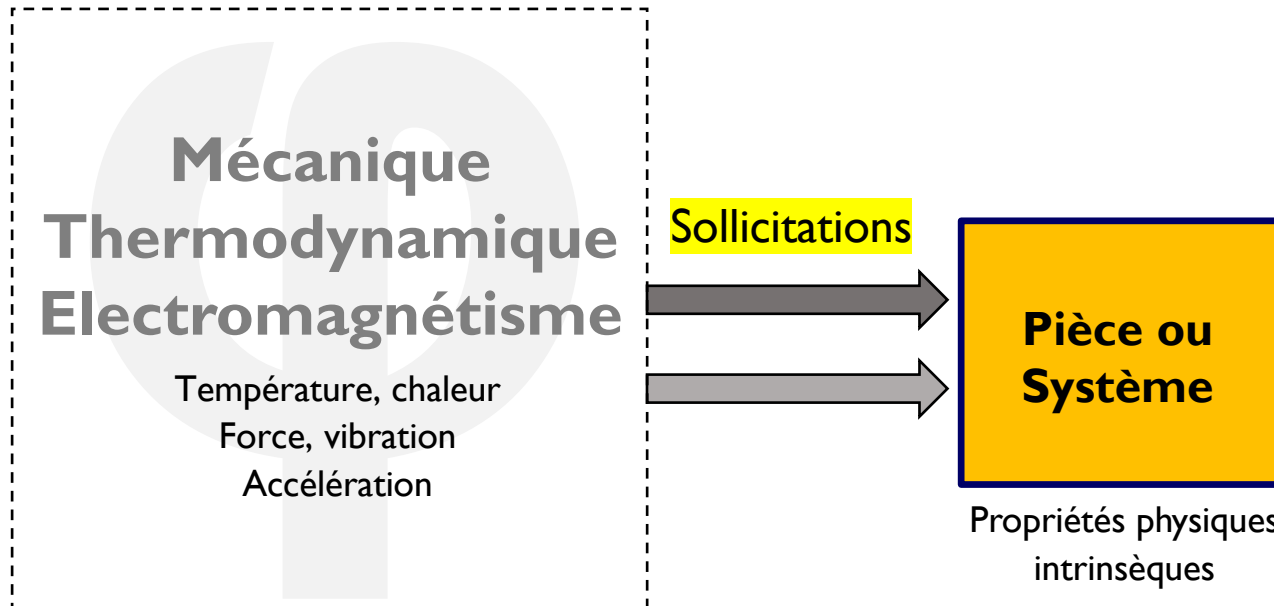 Mécanique
Thermodynamique
Electromagnétisme
Température, chaleur
Force, vibration
Accélération
Sollicitations
Pièce ou
Système
Propriétés physiques
intrinsèques